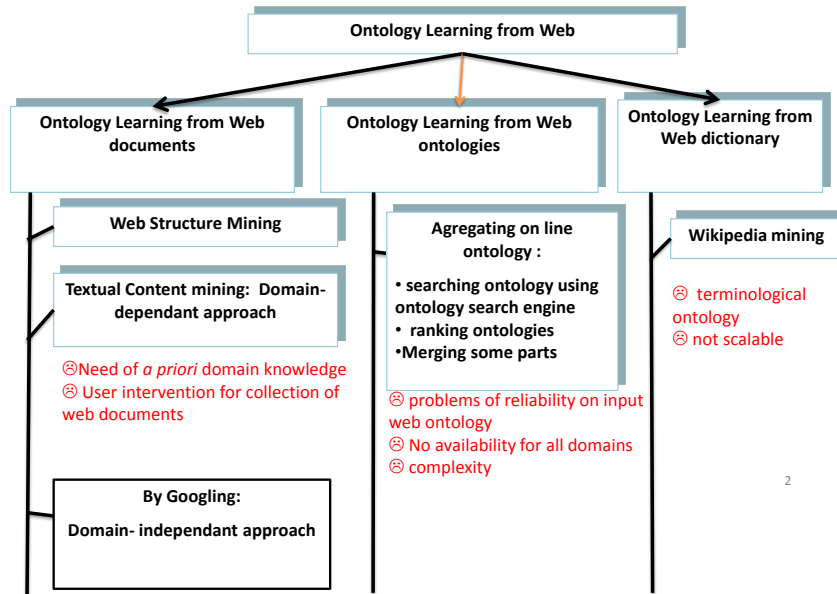 Ontology Learning from Web
Ontology Learning from Web
documents
Web Structure Mining
Textual Content mining: Domain-
dependant approach
☹Need of a priori domain knowledge
☹ User intervention for collection of
web documents
By Googling:
Domain- independant approach
Ontology Learning from Web
ontologies
Agregating on line
ontology :
• searching ontology using
ontology search engine
• ranking ontologies
•Merging some parts
☹ problems of reliability on input
web ontology
☹ No availability for all domains
☹ complexity
Ontology Learning from
Web dictionary
Wikipedia mining
☹ terminological
ontology
☹ not scalable
2